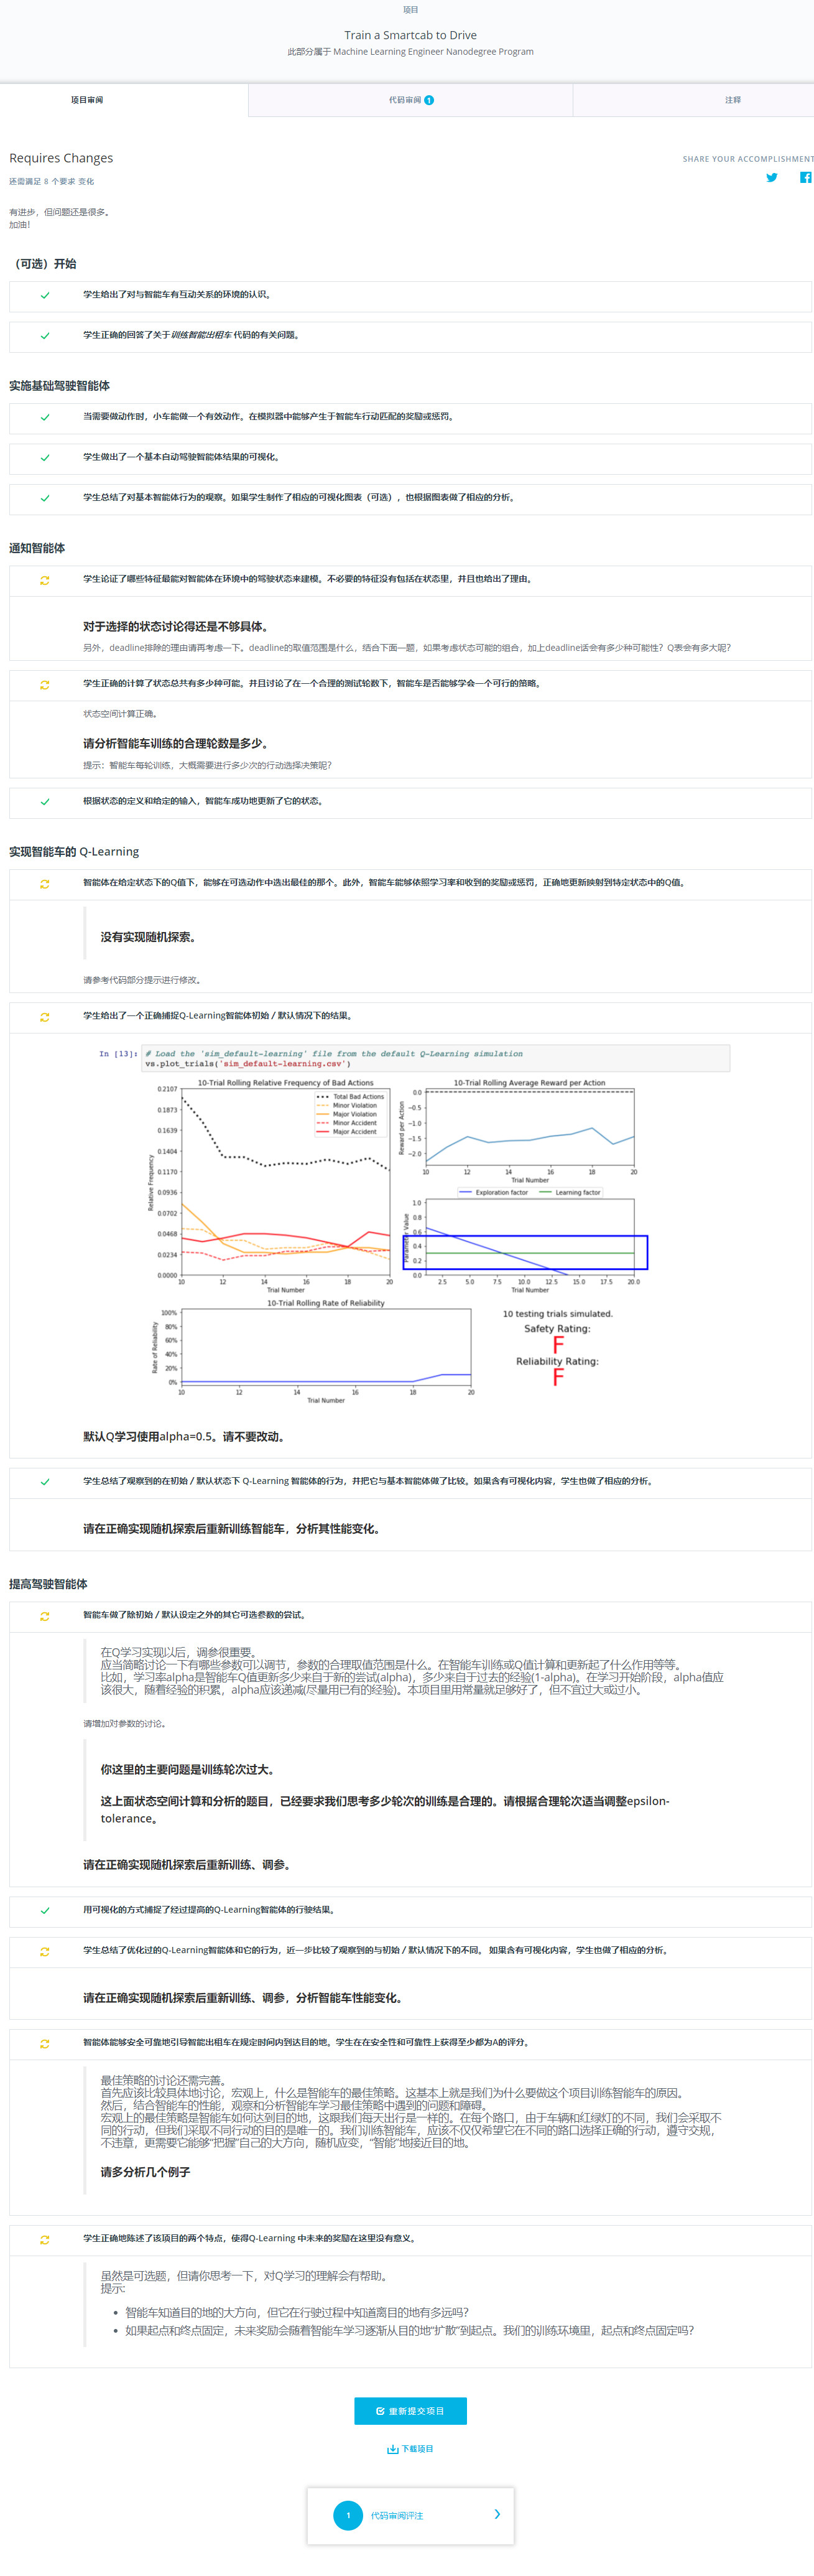 项目
Train a Smartcab to Drive
此部分属于 Machine Learning Engineer Nanodegree Program
项目审阅
代码审阅 1
注释
Requires Changes
SHARE YOUR ACCOMPLISHMENT
还需满足 8 个要求 变化
有进步，但问题还是很多。
加油！
（可选）开始
学生给出了对与智能车有互动关系的环境的认识。
学生正确的回答了关于训练智能出租车 代码的有关问题。
实施基础驾驶智能体
当需要做动作时，小车能做一个有效动作。在模拟器中能够产生于智能车行动匹配的奖励或惩罚。
学生做出了一个基本自动驾驶智能体结果的可视化。
学生总结了对基本智能体行为的观察。如果学生制作了相应的可视化图表（可选），也根据图表做了相应的分析。
通知智能体
学生论证了哪些特征最能对智能体在环境中的驾驶状态来建模。不必要的特征没有包括在状态里，并且也给出了理由。
对于选择的状态讨论得还是不够具体。
另外，deadline排除的理由请再考虑一下。deadline的取值范围是什么，结合下面一题，如果考虑状态可能的组合，加上deadline话会有多少种可能性？Q表会有多大呢？
学生正确的计算了状态总共有多少种可能。并且讨论了在一个合理的测试轮数下，智能车是否能够学会一个可行的策略。
状态空间计算正确。
请分析智能车训练的合理轮数是多少。
提示：智能车每轮训练，大概需要进行多少次的行动选择决策呢？
根据状态的定义和给定的输入，智能车成功地更新了它的状态。
实现智能车的 Q-Learning
智能体在给定状态下的Q值下，能够在可选动作中选出最佳的那个。此外，智能车能够依照学习率和收到的奖励或惩罚，正确地更新映射到特定状态中的Q值。
没有实现随机探索。
请参考代码部分提示进行修改。
学生给出了一个正确捕捉Q-Learning智能体初始 / 默认情况下的结果。
In [13]: # Load the 'sim_default-learning' file from the default Q-Learning simulation
vs.plot_trials('sim_default-learning.csv')
10-Trial Rolling Relative Frequency of Bad Actions
Total Bad Actions
Minor Violation
Major Violation
Minor Accident
Major Accident
Relative Frequency
0.2107
0.1873
0.1639
0.1404
0.1170
0.0936
0.0702
0.0468
0.0234
0.0000
10 12 14 16 18 20
Trial Number
10-Trial Rolling Average Reward per Action
Reward per Action
0.0
−0.5
−1.0
−1.5
−2.0
10 12 14 16 18 20
Trial Number
Exploration factor
Learning factor
Parameter Value
1.0
0.8
0.6
0.4
0.2
0.0
2.5 5.0 7.5 10.0 12.5 15.0 17.5 20.0
Trial Number
10-Trial Rolling Rate of Reliability
Rate of Reliability
100%
80%
60%
40%
20%
0%
10 12 14 16 18 20
Trial Number
10 testing trials simulated.
Safety Rating:
F
Reliability Rating:
F
默认Q学习使用alpha=0.5。请不要改动。
学生总结了观察到的在初始 / 默认状态下 Q-Learning 智能体的行为，并把它与基本智能体做了比较。如果含有可视化内容，学生也做了相应的分析。
请在正确实现随机探索后重新训练智能车，分析其性能变化。
提高驾驶智能体
智能车做了除初始 / 默认设定之外的其它可选参数的尝试。
在Q学习实现以后，调参很重要。
应当简略讨论一下有哪些参数可以调节，参数的合理取值范围是什么。在智能车训练或Q值计算和更新起了什么作用等等。
比如，学习率alpha是智能车Q值更新多少来自于新的尝试(alpha)，多少来自于过去的经验(1-alpha)。在学习开始阶段，alpha值应
该很大，随着经验的积累，alpha应该递减(尽量用已有的经验)。本项目里用常量就足够好了，但不宜过大或过小。
请增加对参数的讨论。
你这里的主要问题是训练轮次过大。
这上面状态空间计算和分析的题目，已经要求我们思考多少轮次的训练是合理的。请根据合理轮次适当调整epsilon-
tolerance。
请在正确实现随机探索后重新训练、调参。
用可视化的方式捕捉了经过提高的Q-Learning智能体的行驶结果。
学生总结了优化过的Q-Learning智能体和它的行为，近一步比较了观察到的与初始 / 默认情况下的不同。 如果含有可视化内容，学生也做了相应的分析。
请在正确实现随机探索后重新训练、调参，分析智能车性能变化。
智能体能够安全可靠地引导智能出租车在规定时间内到达目的地。学生在在安全性和可靠性上获得至少都为A的评分。
最佳策略的讨论还需完善。
首先应该比较具体地讨论，宏观上，什么是智能车的最佳策略。这基本上就是我们为什么要做这个项目训练智能车的原因。
然后，结合智能车的性能，观察和分析智能车学习最佳策略中遇到的问题和障碍。
宏观上的最佳策略是智能车如何达到目的地，这跟我们每天出行是一样的。在每个路口，由于车辆和红绿灯的不同，我们会采取不
同的行动，但我们采取不同行动的目的是唯一的。我们训练智能车，应该不仅仅希望它在不同的路口选择正确的行动，遵守交规，
不违章，更需要它能够“把握”自己的大方向，随机应变，“智能”地接近目的地。
请多分析几个例子
学生正确地陈述了该项目的两个特点，使得Q-Learning 中未来的奖励在这里没有意义。
虽然是可选题，但请你思考一下，对Q学习的理解会有帮助。
提示:
• 智能车知道目的地的大方向，但它在行驶过程中知道离目的地有多远吗?
• 如果起点和终点固定，未来奖励会随着智能车学习逐渐从目的地“扩散”到起点。我们的训练环境里，起点和终点固定吗?
重新提交项目
下载项目
1 代码审阅评注